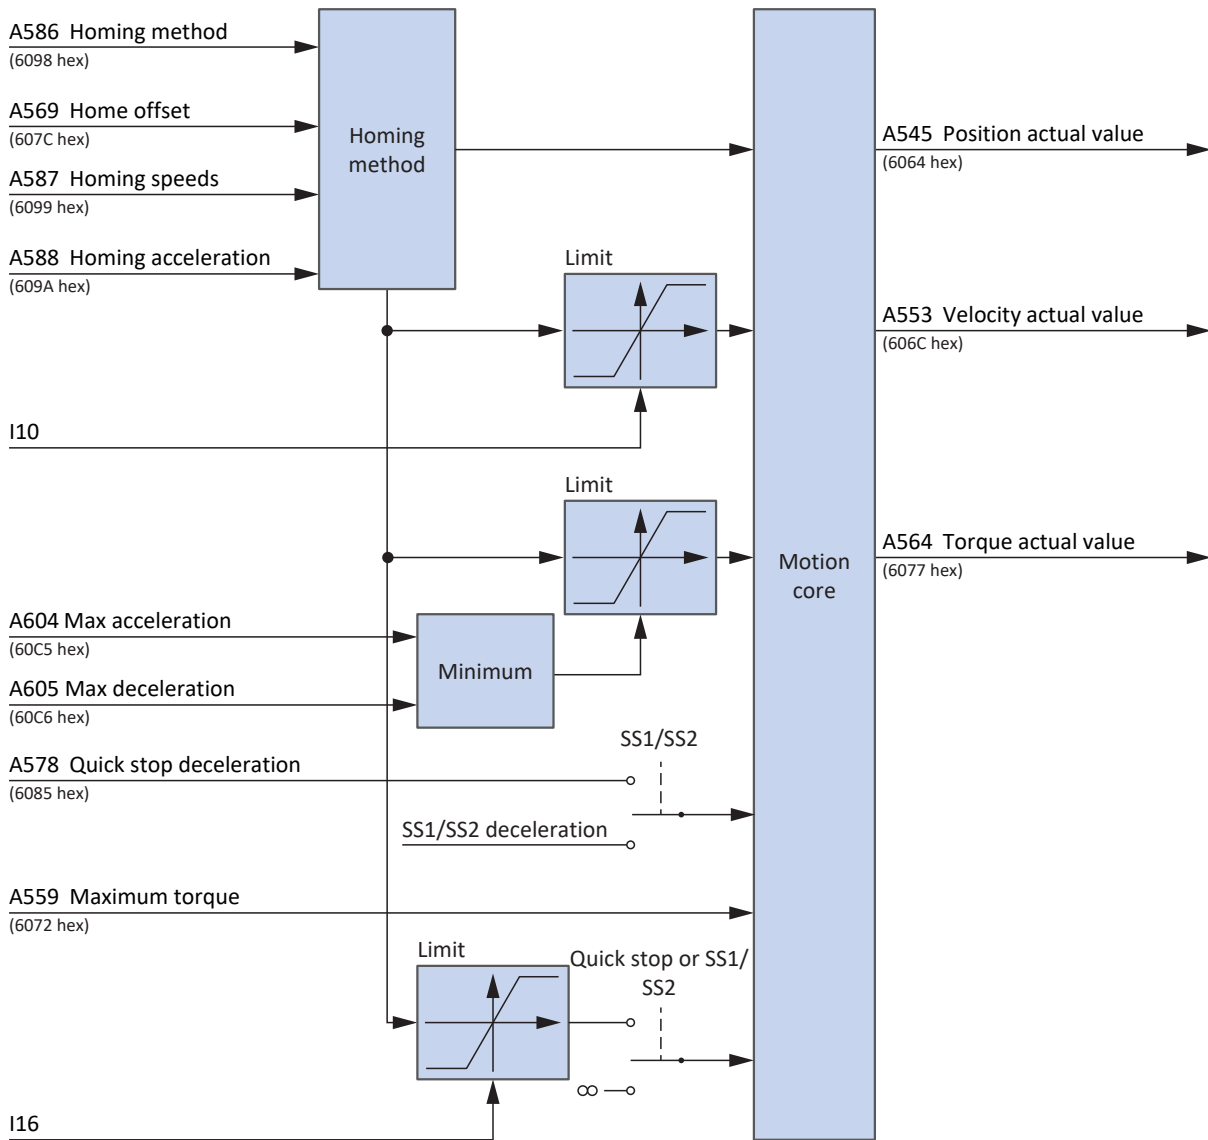 A586 Homing method
(6098 hex)
A569 Home offset
(607C hex)
A587 Homing speeds
(6099 hex)
A588 Homing acceleration
(609A hex)
Homing
method
A545 Position actual value
(6064 hex)
Limit
A553 Velocity actual value
(606C hex)
I10
Limit
A564 Torque actual value
(6077 hex)
Motion
core
A604 Max acceleration
(60C5 hex)
Minimum
A605 Max deceleration
(60C6 hex)
SS1/SS2
A578 Quick stop deceleration
(6085 hex)
SS1/SS2 deceleration
A559 Maximum torque
(6072 hex)
Limit
Quick stop or SS1/
SS2
∞
I16